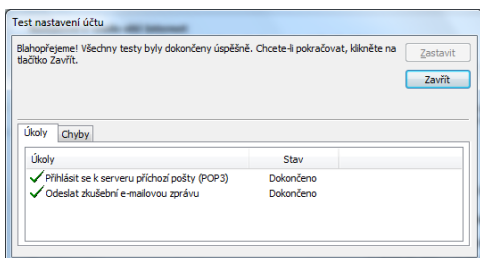 Test nastavení účtu
Blahopřejeme! Všechny testy byly dokončeny úspěšně. Chcete-li pokračovat, klikněte na
tlačítko Zavřít.
Zastavit
Zavřít
Úkoly
Chyby
Úkoly Stav
Přihlásit se k serveru příchozí pošty (POP3) Dokončeno
Odeslat zkušební e-mailovou zprávu Dokončeno